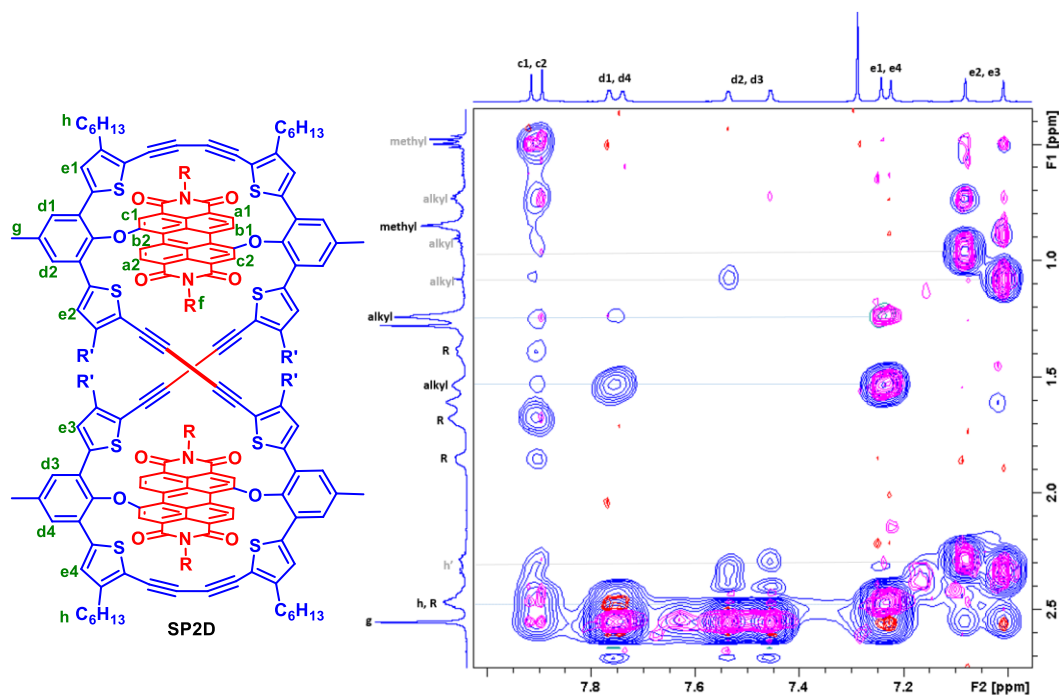 h
C6H13
C6H13
e1
S
S
R
O
N
O
d1
c1
a1
g
O
b1
b2
O
d2
a2
c2
O
N
O
R
f
S
S
e2
R'
R'
R'
R'
e3
S
S
R
O
N
O
d3
O
O
d4
O
N
O
R
S
S
e4
h
C6H13
C6H13
SP2D
c1, c2
d1, d4
d2, d3
e1, e4
e2, e3
methyl
alkyl
methyl
alkyl
alkyl
alkyl
R
alkyl
R
R
h'
h, R
g
F1 [ppm]
1.0
1.5
2.0
2.5
7.8
7.6
7.4
7.2
F2 [ppm]